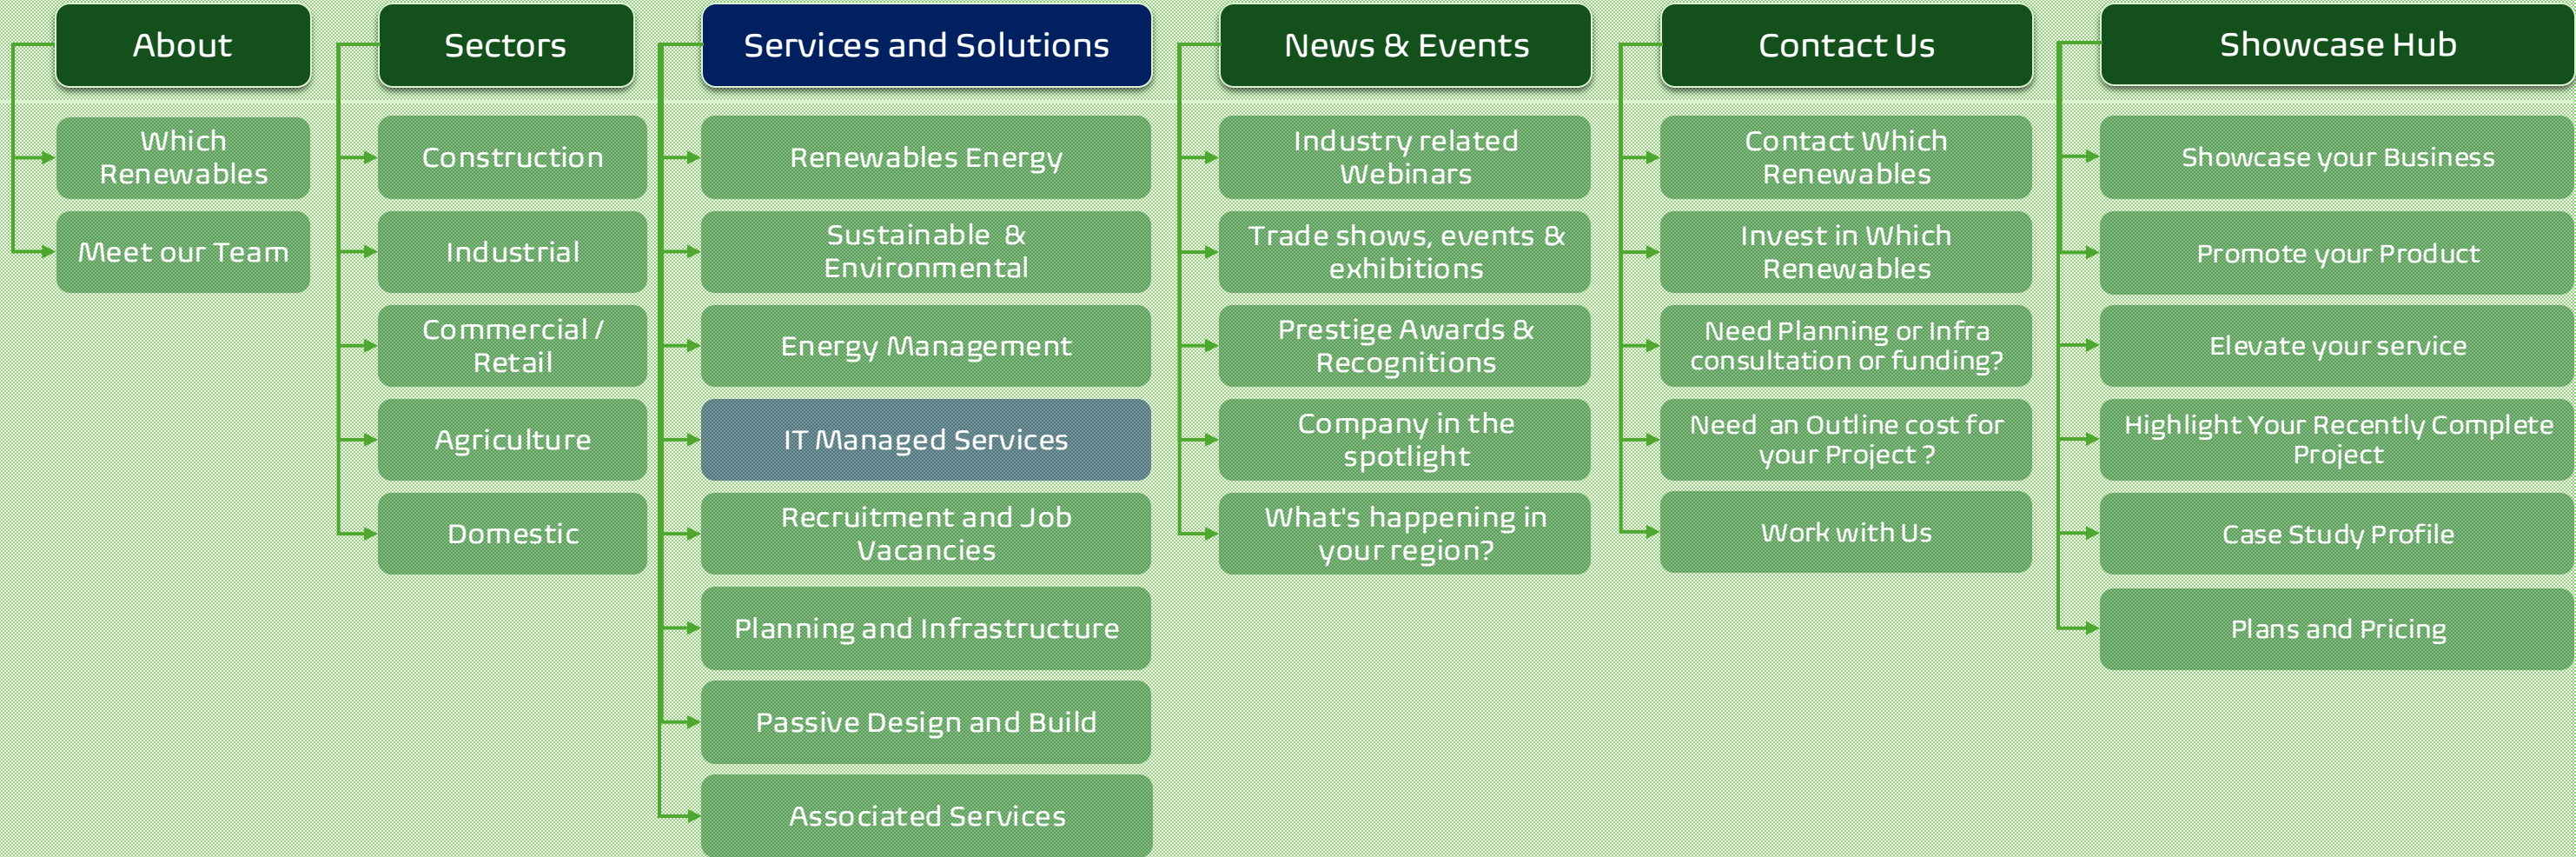 About
Which
Renewables
Meet our Team
Sectors
Construction
Industrial
Commercial /
Retail
Agriculture
Domestic
Services and Solutions
Renewables Energy
Sustainable &
Environmental
Energy Management
IT Managed Services
Recruitment and Job
Vacancies
Planning and Infrastructure
Passive Design and Build
Associated Services
News & Events
Industry related
Webinars
Trade shows, events &
exhibitions
Prestige Awards &
Recognitions
Company in the
spotlight
What's happening in
your region?
Contact Us
Contact Which
Renewables
Invest in Which
Renewables
Need Planning or Infra
consultation or funding?
Need an Outline cost for
your Project ?
Work with Us
Showcase Hub
Showcase your Business
Promote your Product
Elevate your service
Highlight Your Recently Complete
Project
Case Study Profile
Plans and Pricing